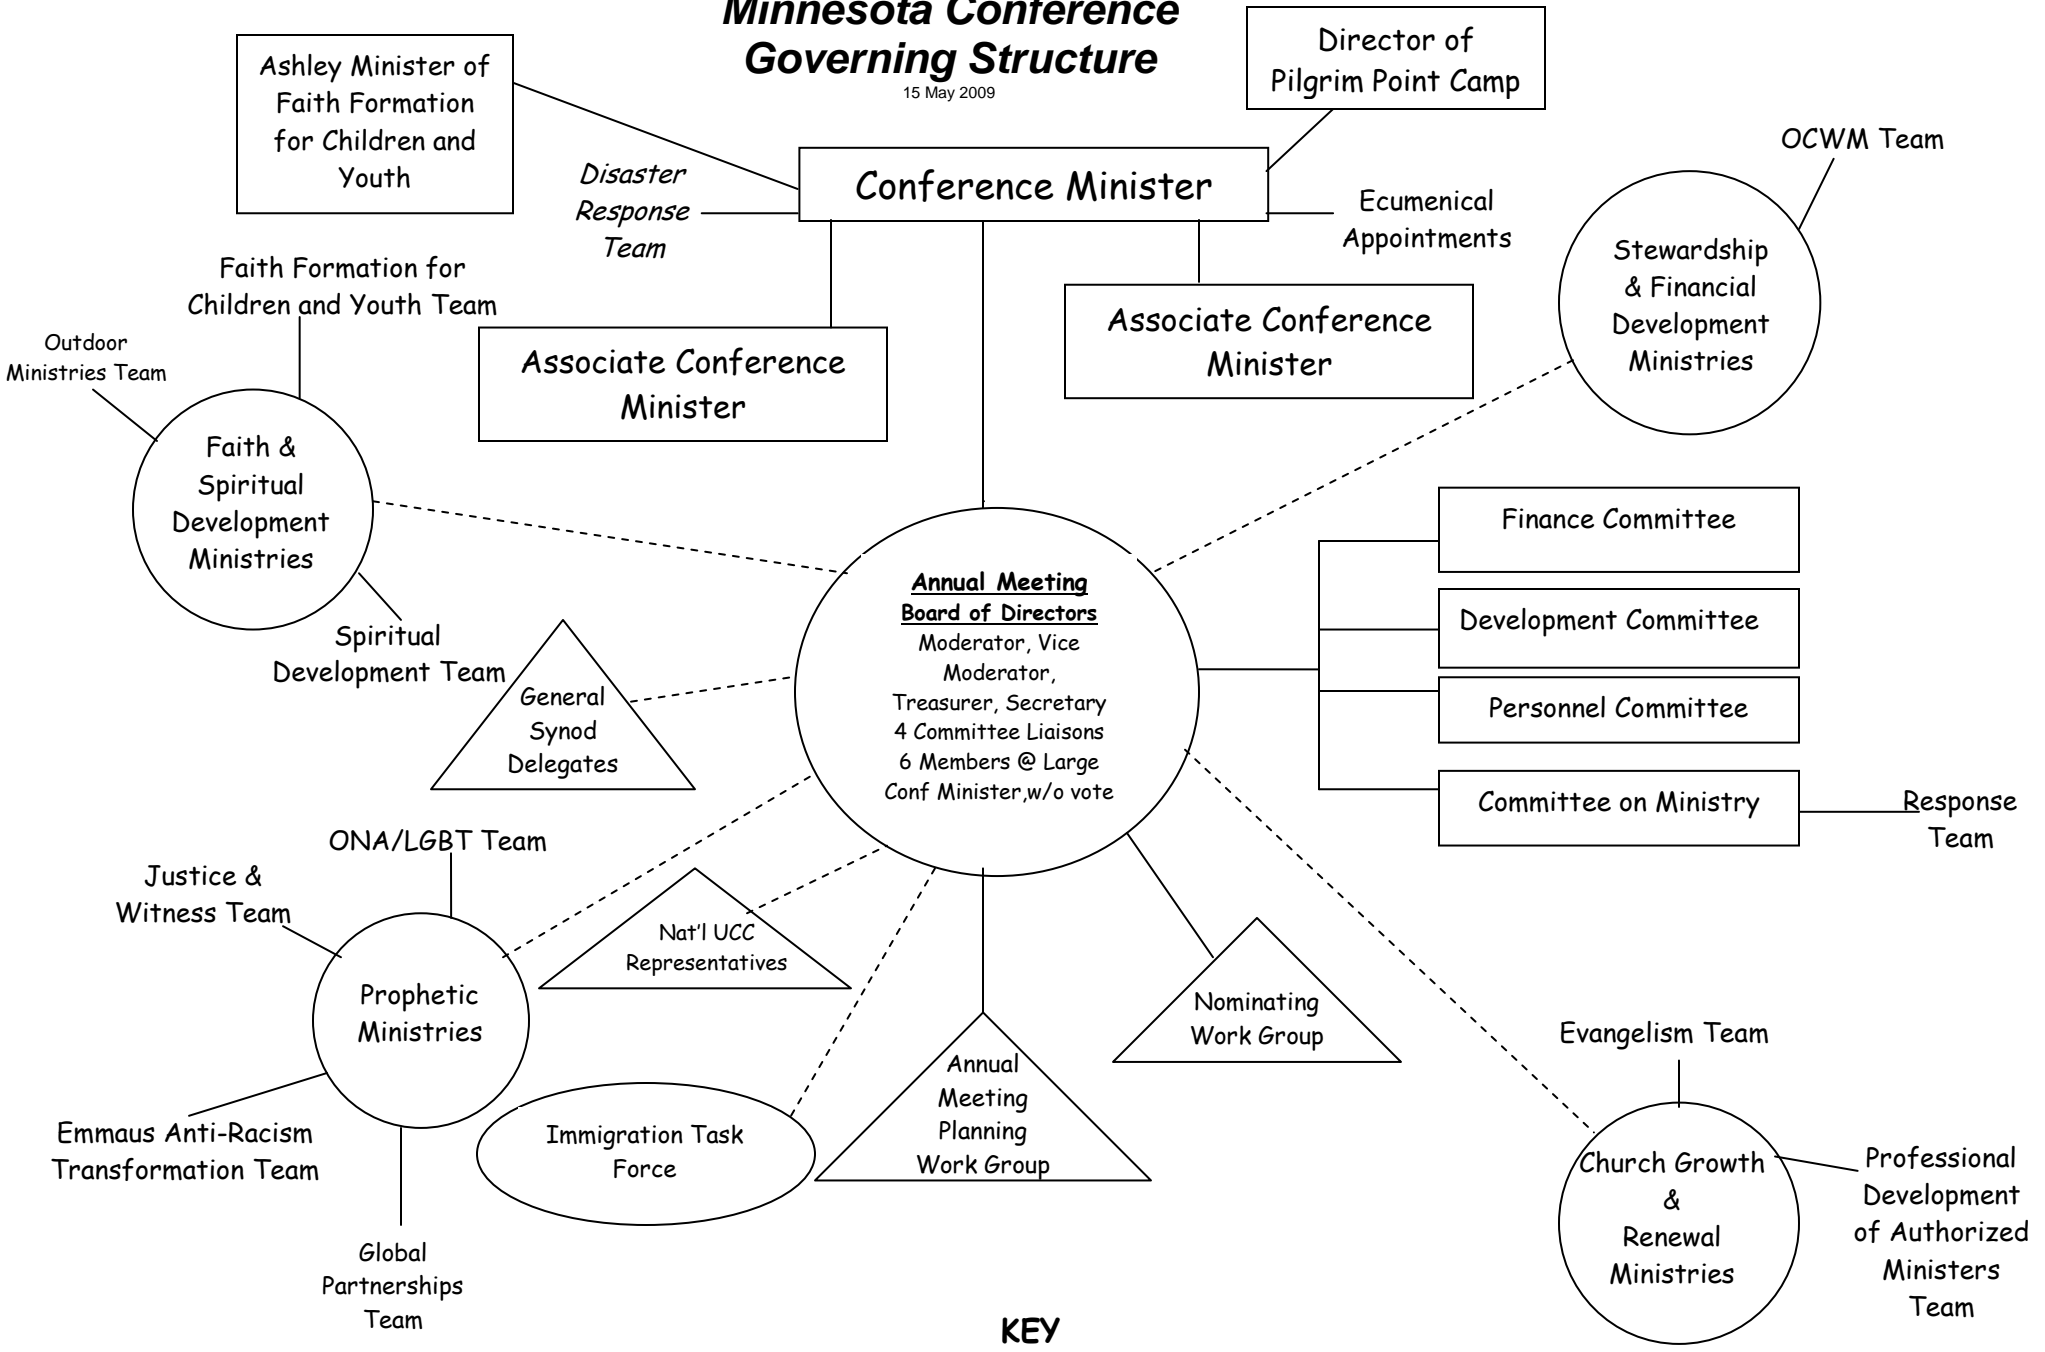 Minnesota Conference
Governing Structure
15 May 2009
Ashley Minister of
Faith Formation
for Children and
Youth
Director of
Pilgrim Point Camp
Conference Minister
Disaster
Response
Team
Ecumenical
Appointments
OCWM Team
Stewardship
& Financial
Development
Ministries
Associate Conference
Minister
Associate Conference
Minister
Faith Formation for
Children and Youth Team
Outdoor
Ministries Team
Faith &
Spiritual
Development
Ministries
Spiritual
Development Team
General
Synod
Delegates
Annual Meeting
Board of Directors
Moderator, Vice
Moderator,
Treasurer, Secretary
4 Committee Liaisons
6 Members @ Large
Conf Minister,w/o vote
Finance Committee
Development Committee
Personnel Committee
Committee on Ministry
Response
Team
ONA/LGBT Team
Justice &
Witness Team
Prophetic
Ministries
Emmaus Anti-Racism
Transformation Team
Global
Partnerships
Team
Nat'l UCC
Representatives
Immigration Task
Force
Annual
Meeting
Planning
Work Group
Nominating
Work Group
Evangelism Team
Church Growth
&
Renewal
Ministries
Professional
Development
of Authorized
Ministers
Team
KEY